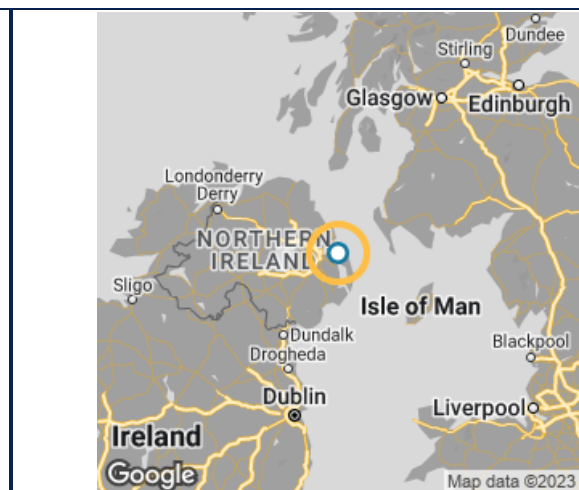 Dundee
Stirling
Glasgow
Edinburgh
Londonderry
Derry
NORTHERN
IRELAND
Sligo
Isle of Man
Dundalk
Drogheda
Blackpool
Dublin
Liverpool
Ireland
Google
Map data ©2023